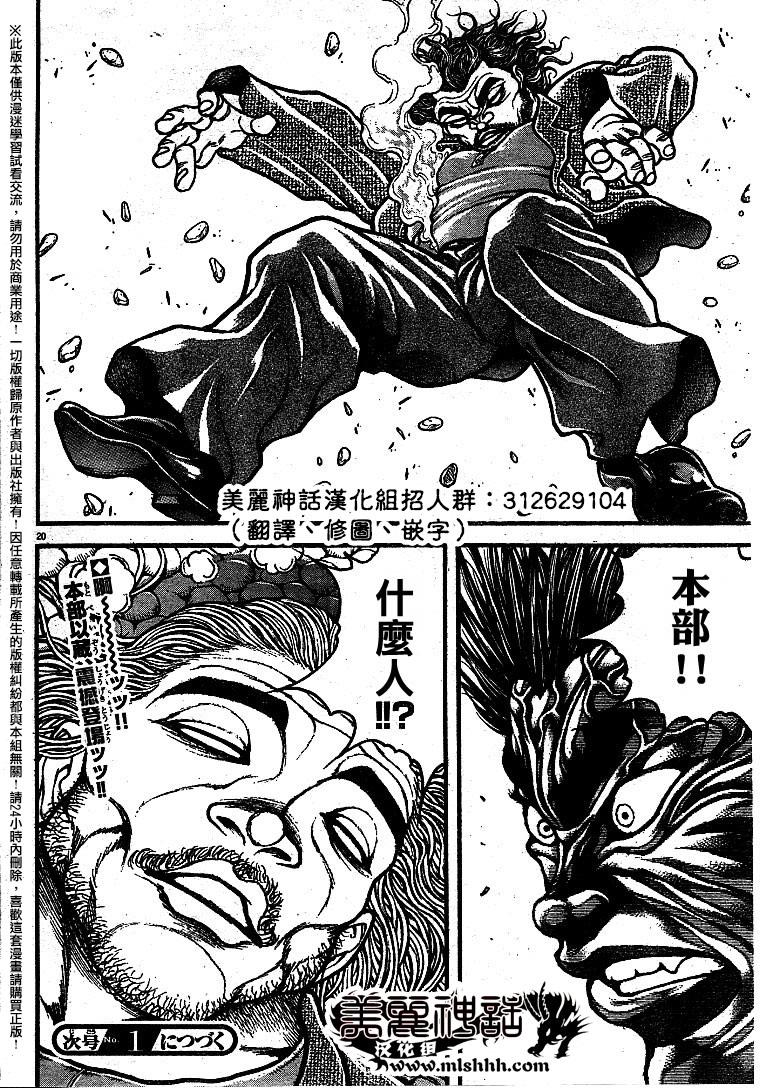 ※此版本僅供漫迷學習試看交流，請勿用於商業用途！一切版權歸原作者與出版社擁有！因任意轉載所產生的版權糾紛都與本組無關！請24小時內刪除，喜歡這套漫畫請購買正版！
美麗神話漢化組招人群：312629104
（翻譯、修圖、嵌字）
20
本部!!
什麼人!!?
◆啊〜〜〜〜〜ッッ!!
本部以蔵、震撼登場ッッ!!
次号No.1につづく
美麗神話
汉化组
www.mlshhh.com